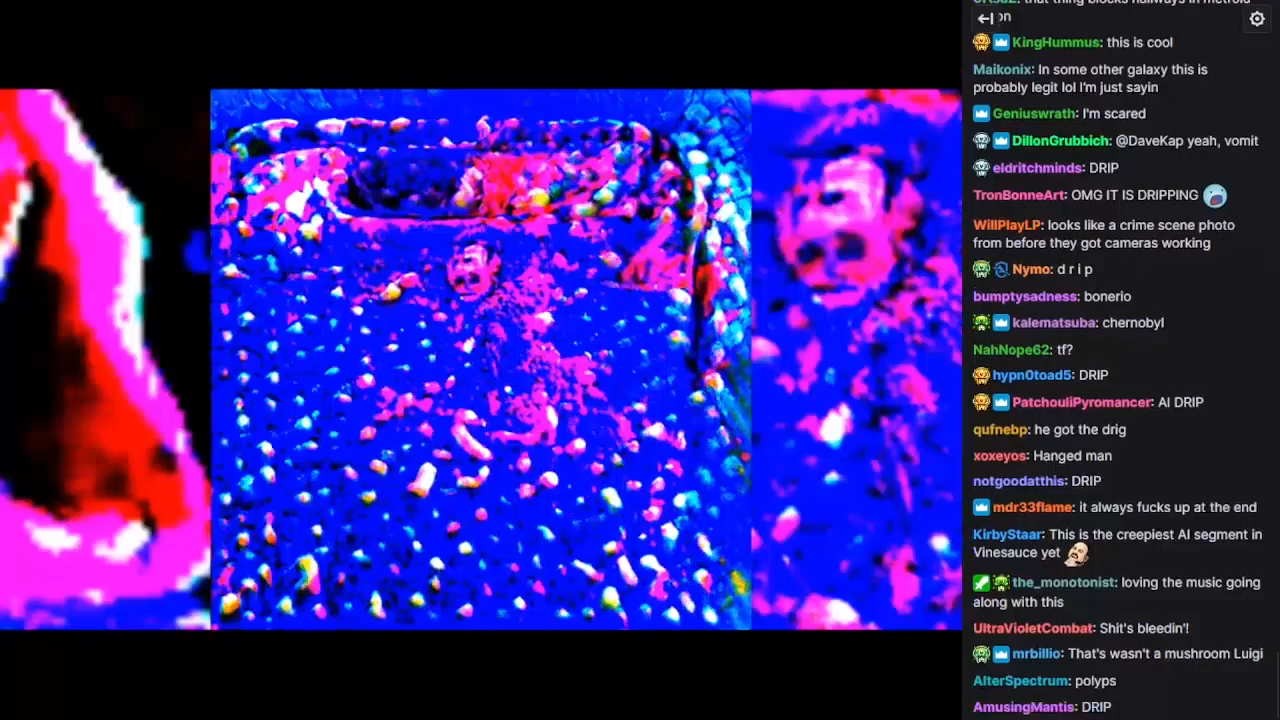 on
KingHummus: this is cool
Maikonix: In some other galaxy this is
probably legit lol I'm just sayin
Geniuswrath: I'm scared
DillonGrubbich: @DaveKap yeah, vomit
eldritchminds: DRIP
TronBonneArt: OMG IT IS DRIPPING
WillPlayLP: looks like a crime scene photo
from before they got cameras working
Nymo: d r i p
bumptysadness: bonerio
kalematsuba: chernobyl
NahNope62: tf?
hypn0toad5: DRIP
PatchouliPyromancer: AI DRIP
qufnebp: he got the drig
xoxeyos: Hanged man
notgoodatthis: DRIP
mdr33flame: it always fucks up at the end
KirbyStaar: This is the creepiest AI segment in
Vinesauce yet
the_monotonist: loving the music going
along with this
UltraVioletCombat: Shit's bleedin'!
mrbillio: That's wasn't a mushroom Luigi
AlterSpectrum: polyps
AmusingMantis: DRIP